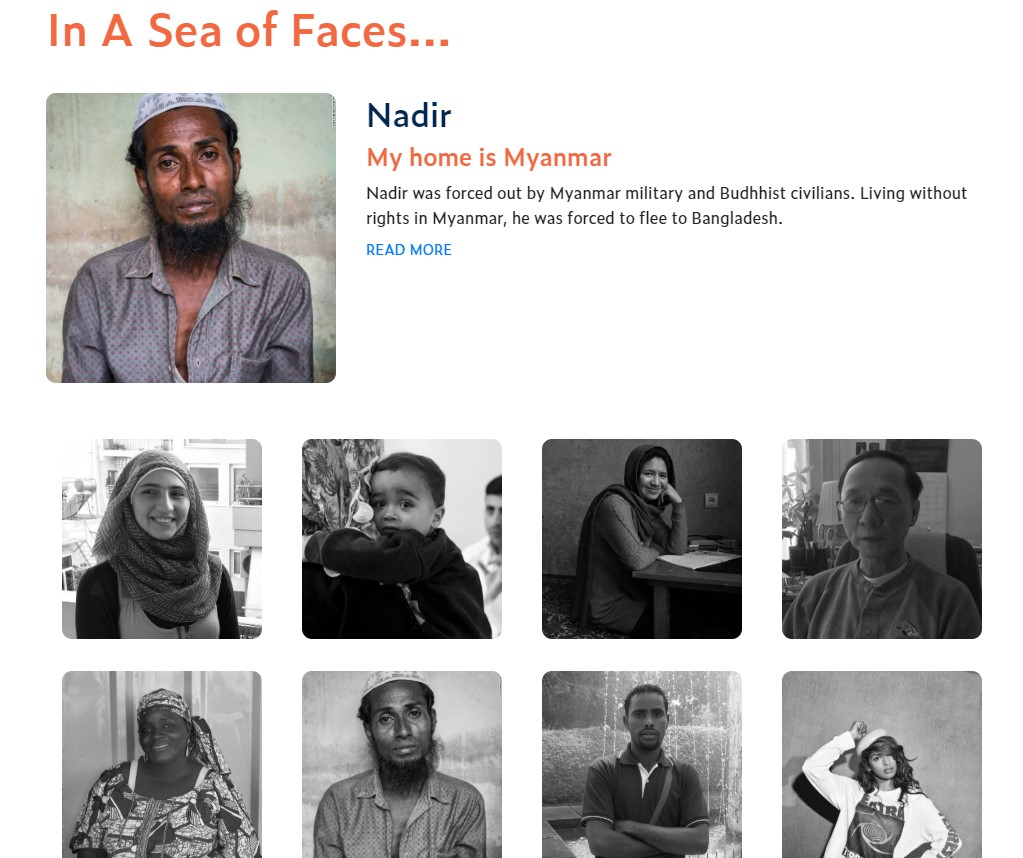 In A Sea of Faces...
Nadir
My home is Myanmar
Nadir was forced out by Myanmar military and Budhhist civilians. Living without
rights in Myanmar, he was forced to flee to Bangladesh.
READ MORE